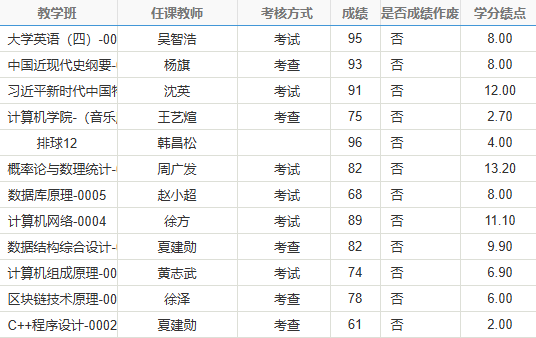 教学班 任课教师 考核方式 成绩 是否成绩作废 学分绩点
大学英语（四）-00 吴智浩 考试 95 否 8.00
中国近现代史纲要- 杨旗 考查 93 否 8.00
习近平新时代中国特 沈英 考试 91 否 12.00
计算机学院-（音乐 王艺煊 考查 75 否 2.70
排球12 韩昌松 96 否 4.00
概率论与数理统计- 周广发 考试 82 否 13.20
数据库原理-0005 赵小超 考试 68 否 8.00
计算机网络-0004 徐方 考试 89 否 11.10
数据结构综合设计- 夏建勋 考查 82 否 9.90
计算机组成原理-00 黄志武 考试 74 否 6.90
区块链技术原理-00 徐泽 考查 78 否 6.00
C++程序设计-0002 夏建勋 考查 61 否 2.00